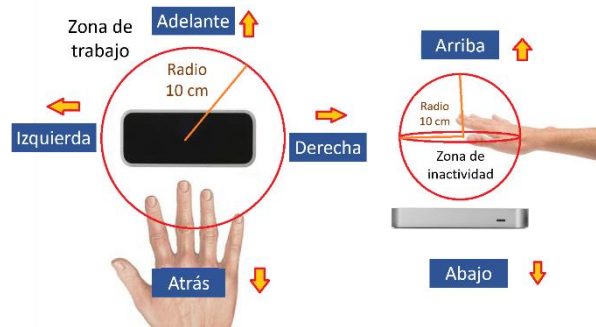 Zona de
trabajo
Adelante
Radio
10 cm
Izquierda
Derecha
Atrás
Arriba
Radio
10 cm
Zona de
inactividad
Abajo